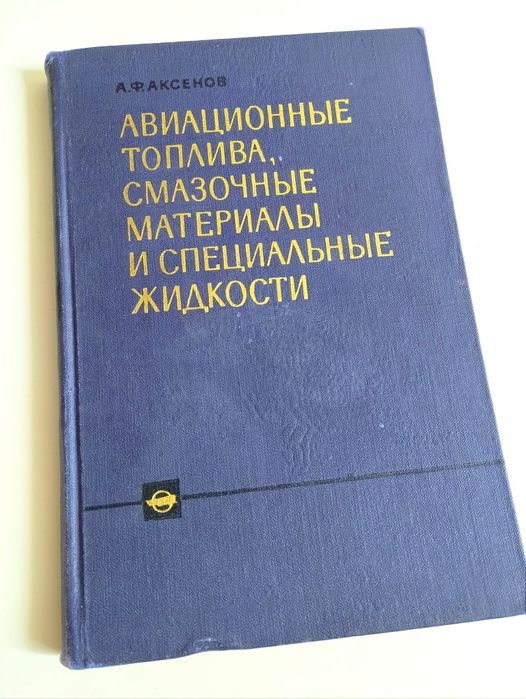 А.Ф.АКСЕНОВ
АВИАЦИОННЫЕ
ТОПЛИВА,
СМАЗОЧНЫЕ
МАТЕРИАЛЫ
И СПЕЦИАЛЬНЫЕ
ЖИДКОСТИ